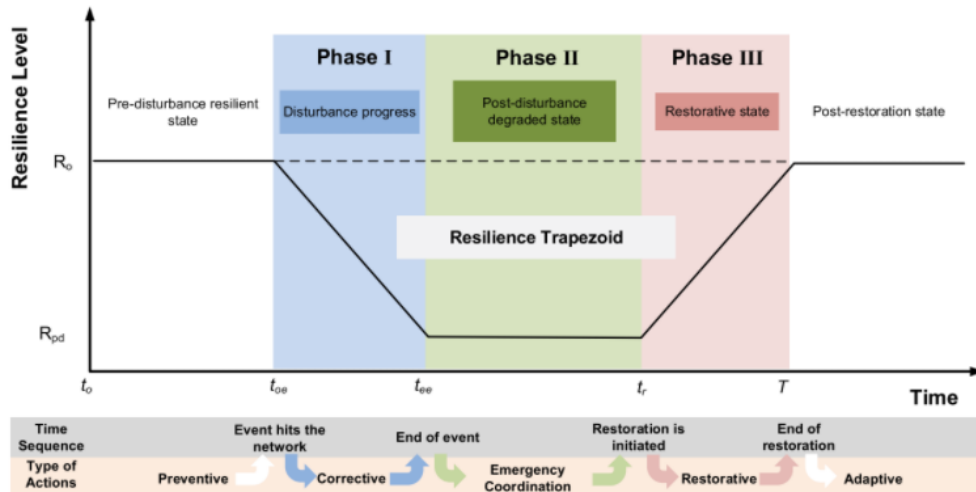 Resilience Level
Phase I
Phase II
Phase III
Pre-disturbance resilient
state
Disturbance progress
Post-disturbance
degraded state
Restorative state
Post-restoration state
Ro
Resilience Trapezoid
Rpd
to
toe
tee
tr
T
Time
Time
Sequence
Event hits the
network
End of event
Restoration is
initiated
End of
restoration
Type of
Actions
Preventive
Corrective
Emergency
Coordination
Restorative
Adaptive